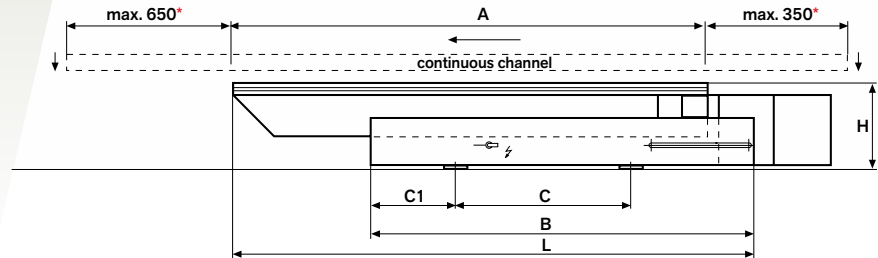 max. 650* A max. 350*
continuous channel
H
C1 C
B
L